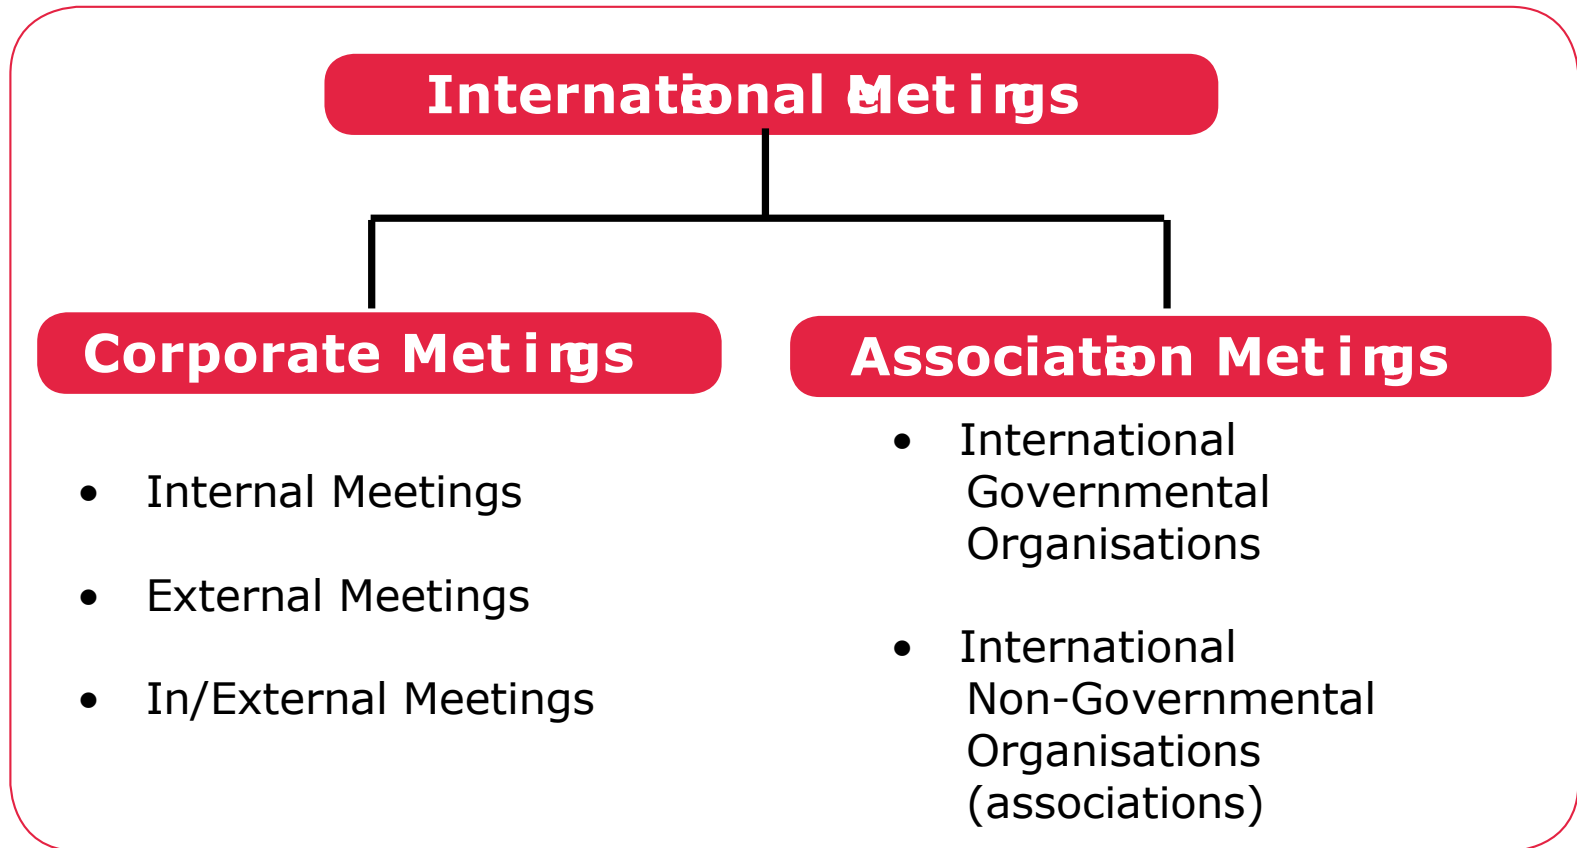 International Meetings
Corporate Meetings
Association Meetings
• Internal Meetings
• External Meetings
• In/External Meetings
• International
Governmental
Organisations
• International
Non-Governmental
Organisations
(associations)